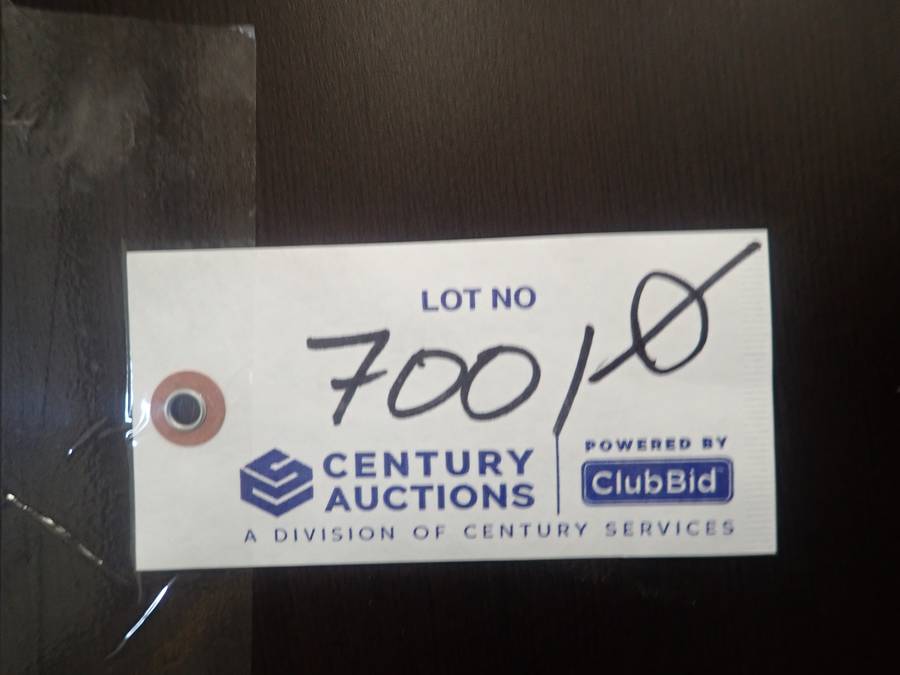 LOT NO
7001Ø
CENTURY
AUCTIONS
POWERED BY
ClubBid
A DIVISION OF CENTURY SERVICES